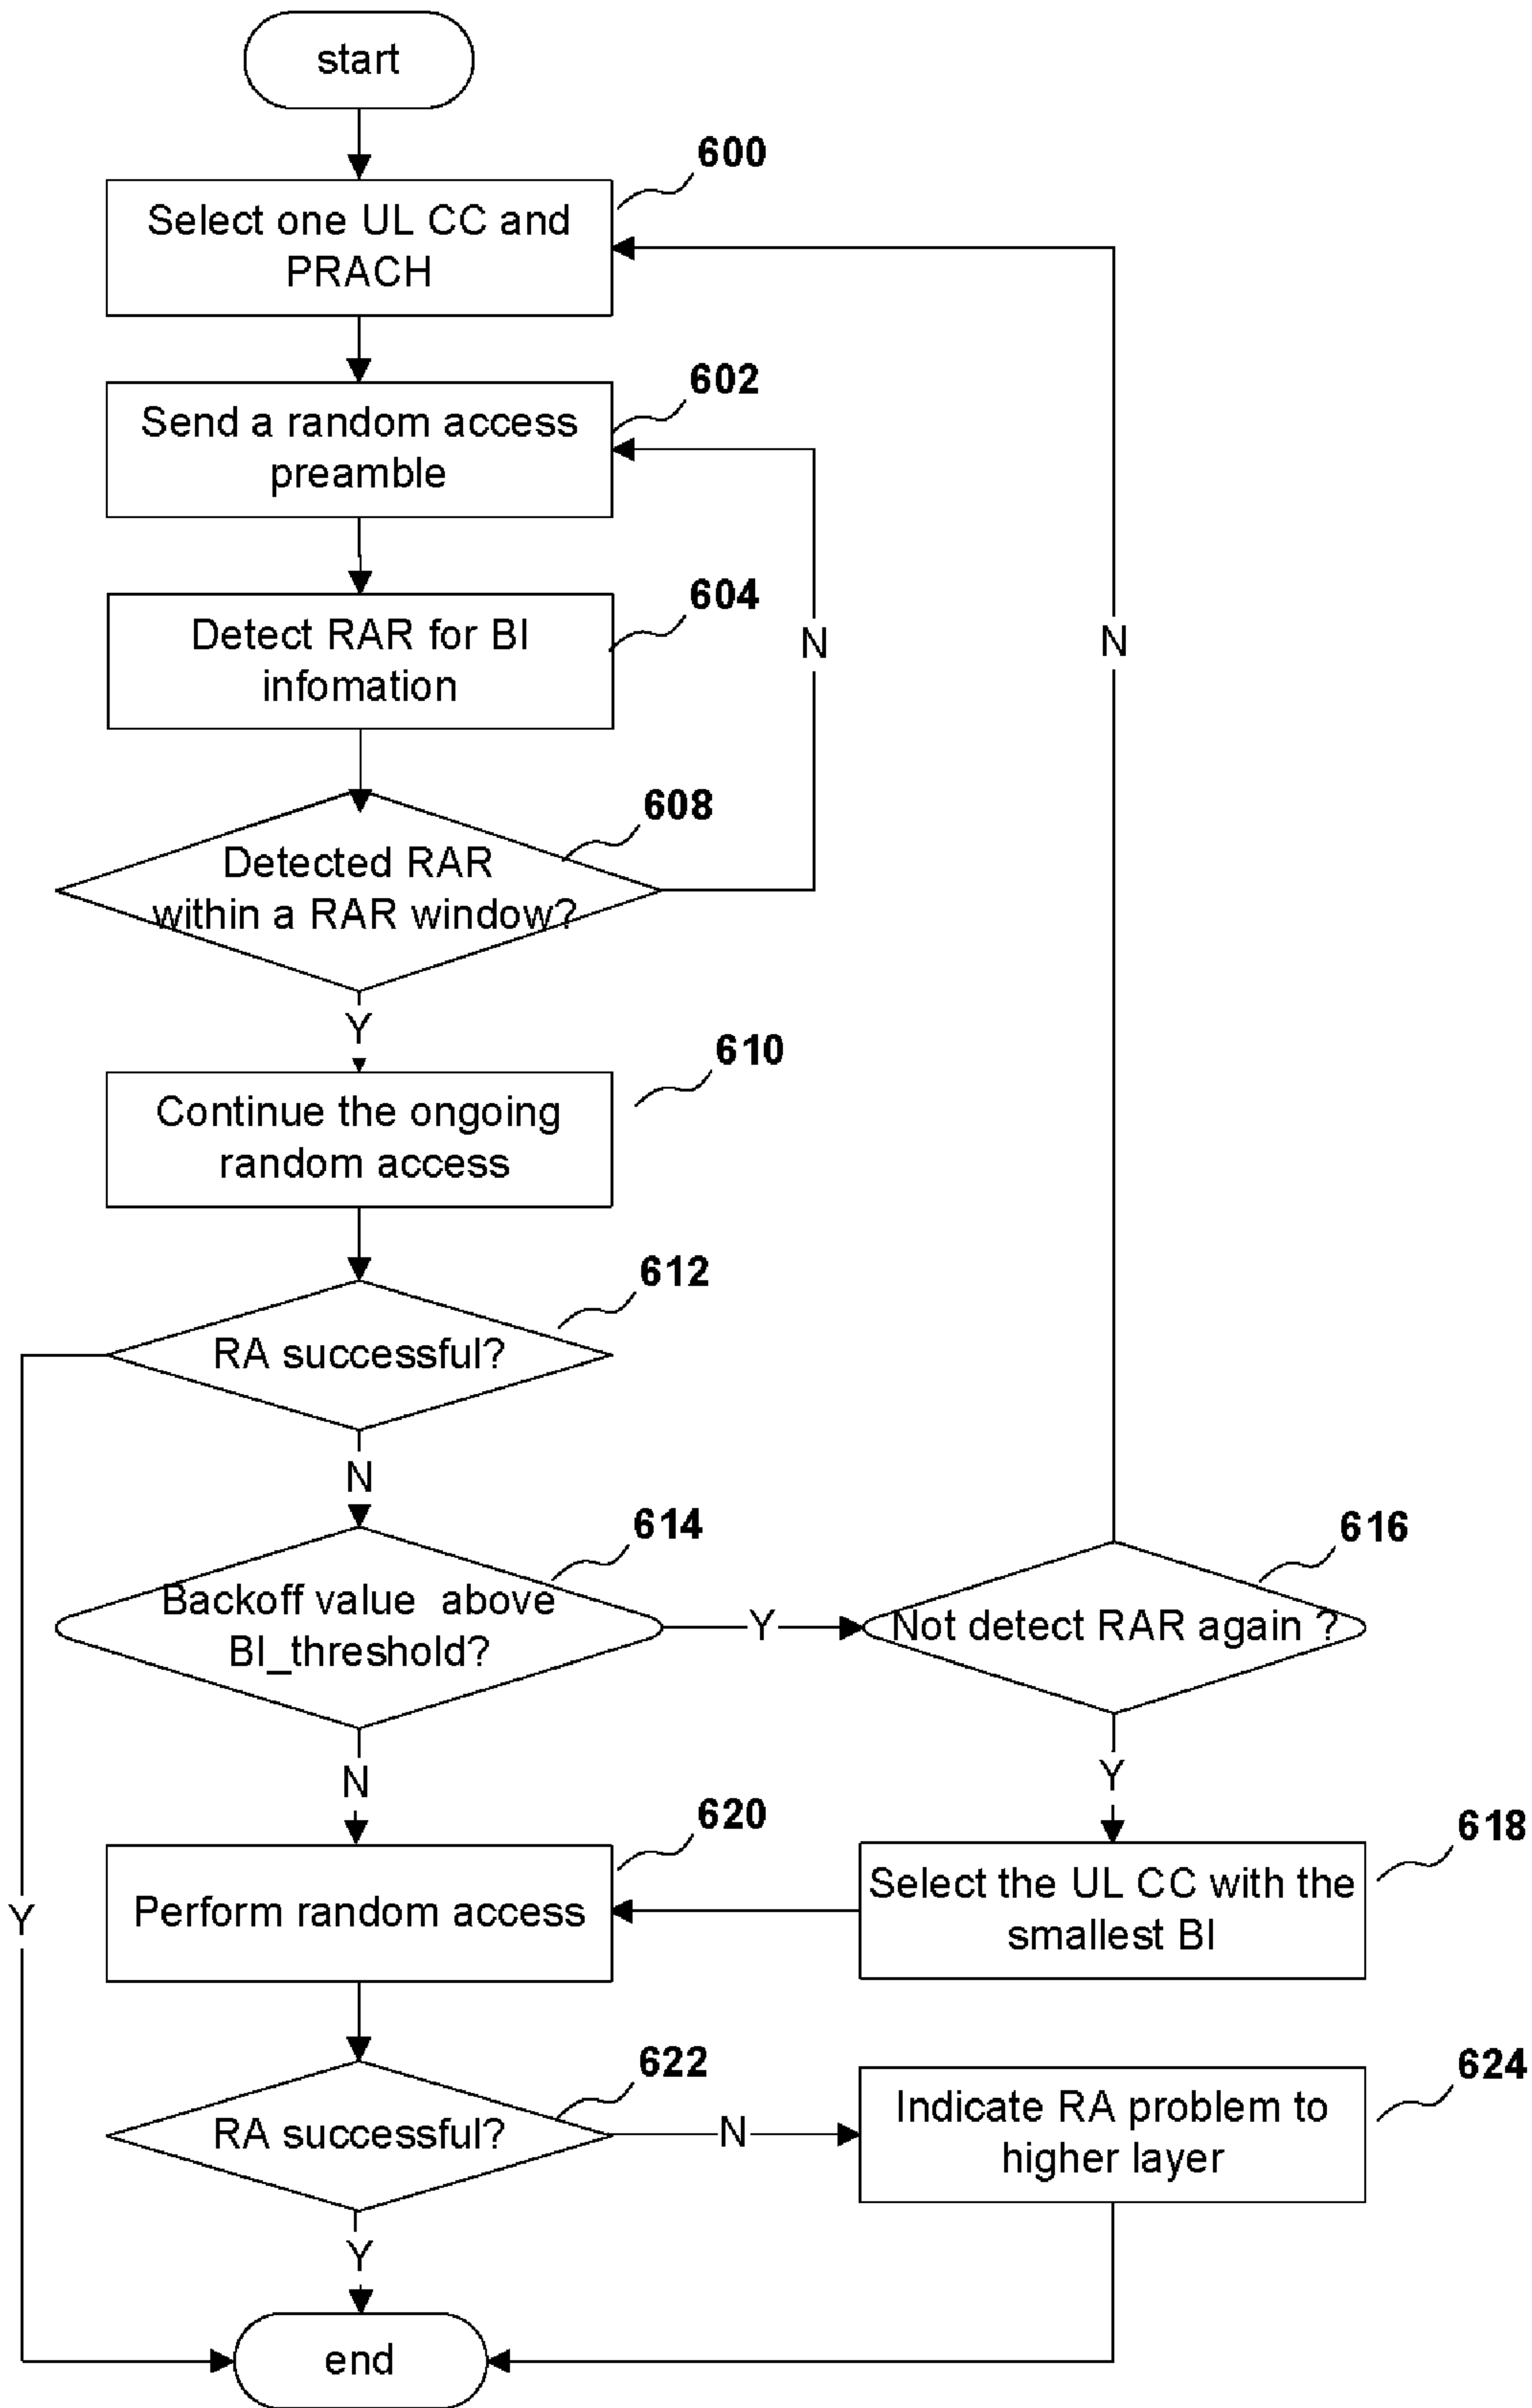 start
600
Select one UL CC and
PRACH
602
Send a random access
preamble
604
Detect RAR for BI
infomation
N
N
608
Detected RAR
within a RAR window?
Y
610
Continue the ongoing
random access
612
RA successful?
N
614
Backoff value above
BI_threshold?
Y
616
Not detect RAR again ?
N
Y
620
Perform random access
618
Select the UL CC with the
smallest BI
Y
622
RA successful?
N
624
Indicate RA problem to
higher layer
Y
end